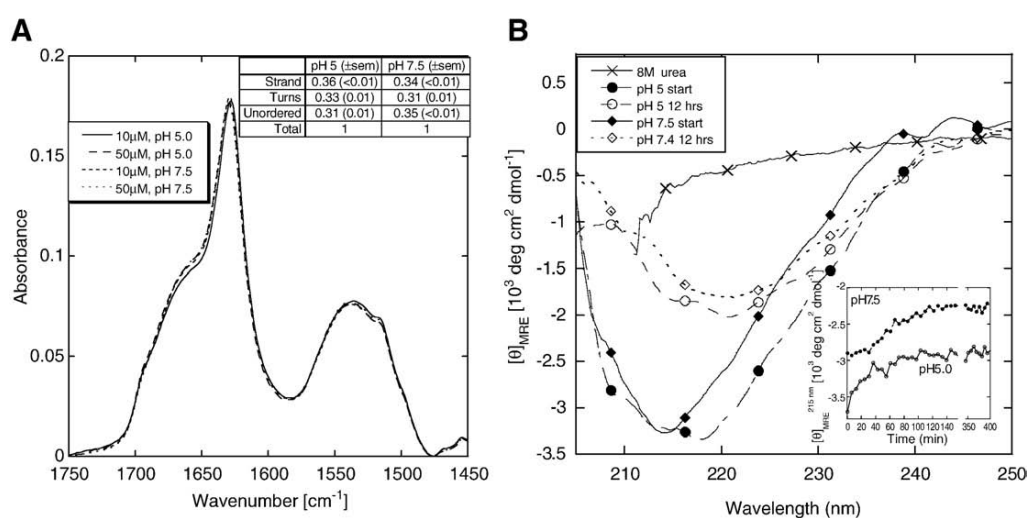 A
pH 5 (±sem) pH 7.5 (±sem)
Strand 0.36 (<0.01) 0.34 (<0.01)
Turns 0.33 (0.01) 0.31 (0.01)
Unordered 0.31 (0.01) 0.35 (<0.01)
Total 1 1
10μM, pH 5.0
50μM, pH 5.0
10μM, pH 7.5
50μM, pH 7.5
0.2
0.15
0.1
0.05
0
Absorbance
1750 1700 1650 1600 1550 1500 1450
Wavenumber [cm⁻¹]
B
8M urea
pH 5 start
pH 5 12 hrs
pH 7.5 start
pH 7.4 12 hrs
0.5
0
-0.5
-1
-1.5
-2
-2.5
-3
-3.5
[θ]MRE [10³ deg cm² dmol⁻¹]
210 220 230 240 250
Wavelength (nm)
pH7.5
pH5.0
-2
-2.5
-3
-3.5
[θ]MRE 215 nm [10³ deg cm² dmol⁻¹]
0 20 40 60 80 100 120 140 360 380 400
Time (min)